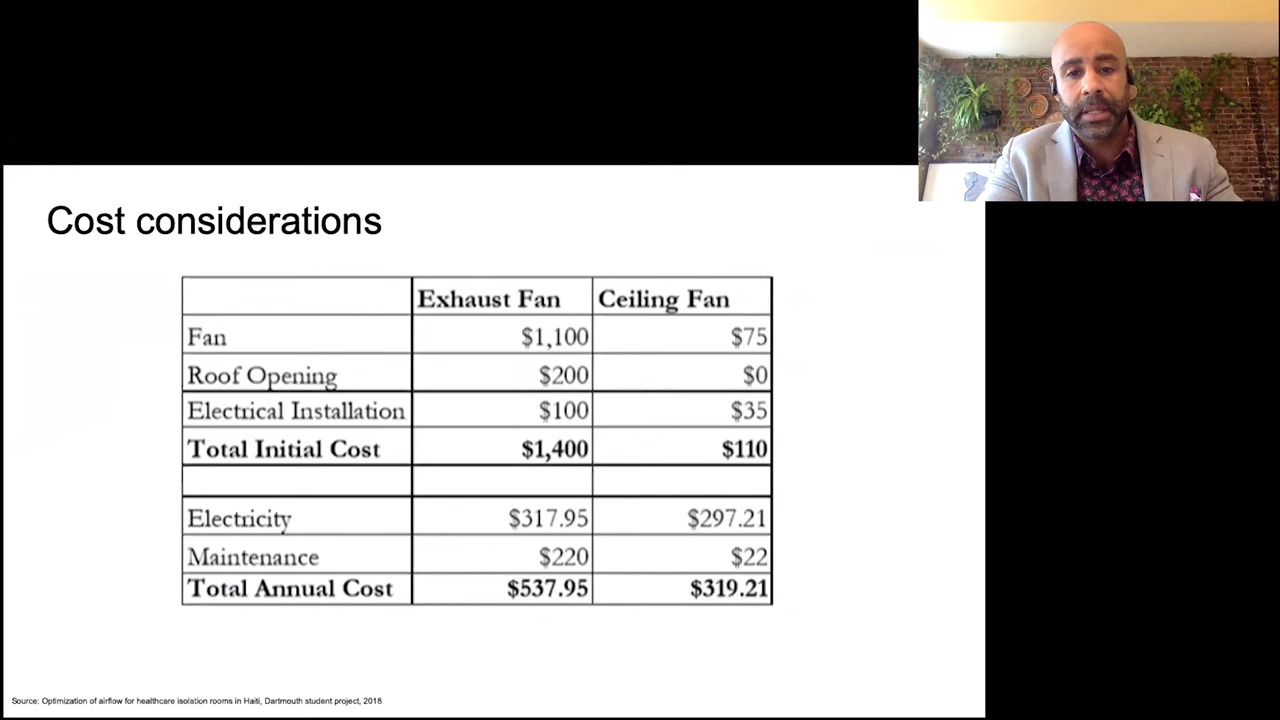 Cost considerations
Exhaust Fan Ceiling Fan
Fan $1,100 $75
Roof Opening $200 $0
Electrical Installation $100 $35
Total Initial Cost $1,400 $110
Electricity $317.95 $297.21
Maintenance $220 $22
Total Annual Cost $537.95 $319.21
Source: Optimization of airflow for healthcare isolation rooms in Haiti, Dartmouth student project, 2018